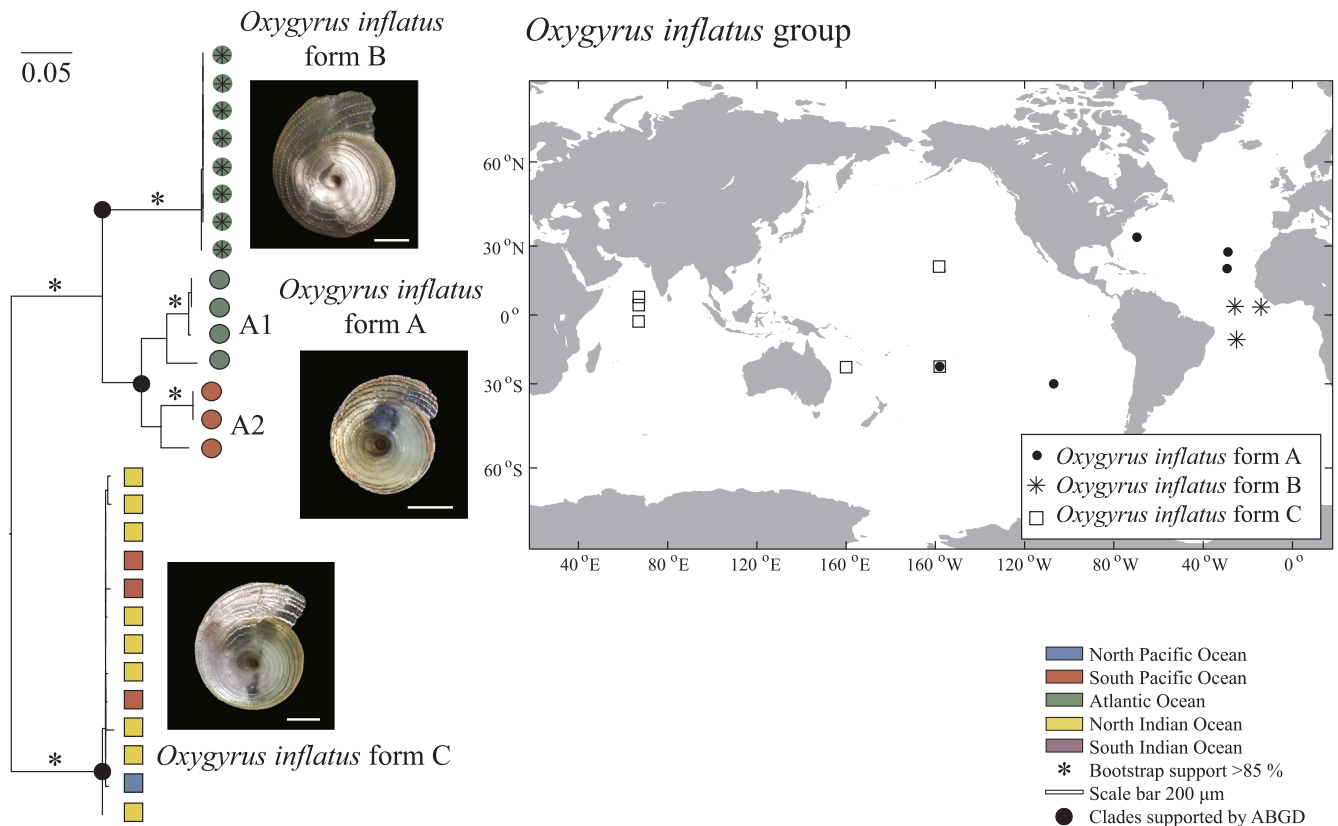 Oxygyrus inflatus
form B
0.05
*
*
Oxygyrus inflatus
form A
*
A1
*
A2
*
Oxygyrus inflatus form C
Oxygyrus inflatus group
60 °N
30 °N
0 °
30 °S
60 °S
40 °E
80 °E
120 °E
160 °E
160 °W
120 °W
80 °W
40 °W
0 °
Oxygyrus inflatus form A
Oxygyrus inflatus form B
Oxygyrus inflatus form C
North Pacific Ocean
South Pacific Ocean
Atlantic Ocean
North Indian Ocean
South Indian Ocean
* Bootstrap support >85 %
Scale bar 200 µm
Clades supported by ABGD